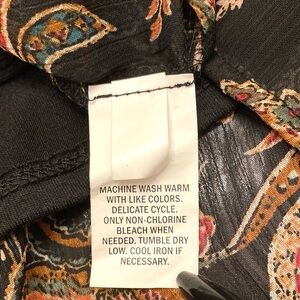 MACHINE WASH WARM
WITH LIKE COLORS.
DELICATE CYCLE.
ONLY NON-CHLORINE
BLEACH WHEN
NEEDED. TUMBLE DRY
LOW. COOL IRON IF
NECESSARY.